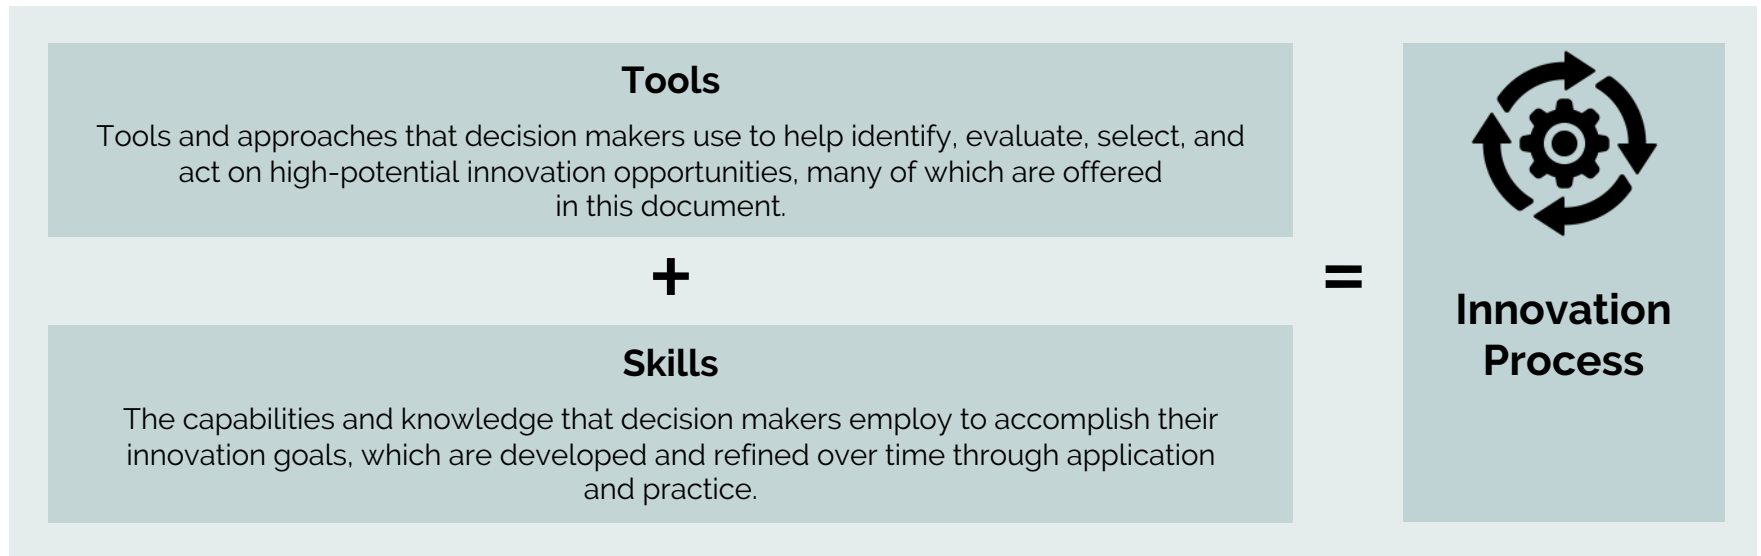 Tools
Tools and approaches that decision makers use to help identify, evaluate, select, and
act on high-potential innovation opportunities, many of which are offered
in this document.
+
Skills
The capabilities and knowledge that decision makers employ to accomplish their
innovation goals, which are developed and refined over time through application
and practice.
=
Innovation
Process